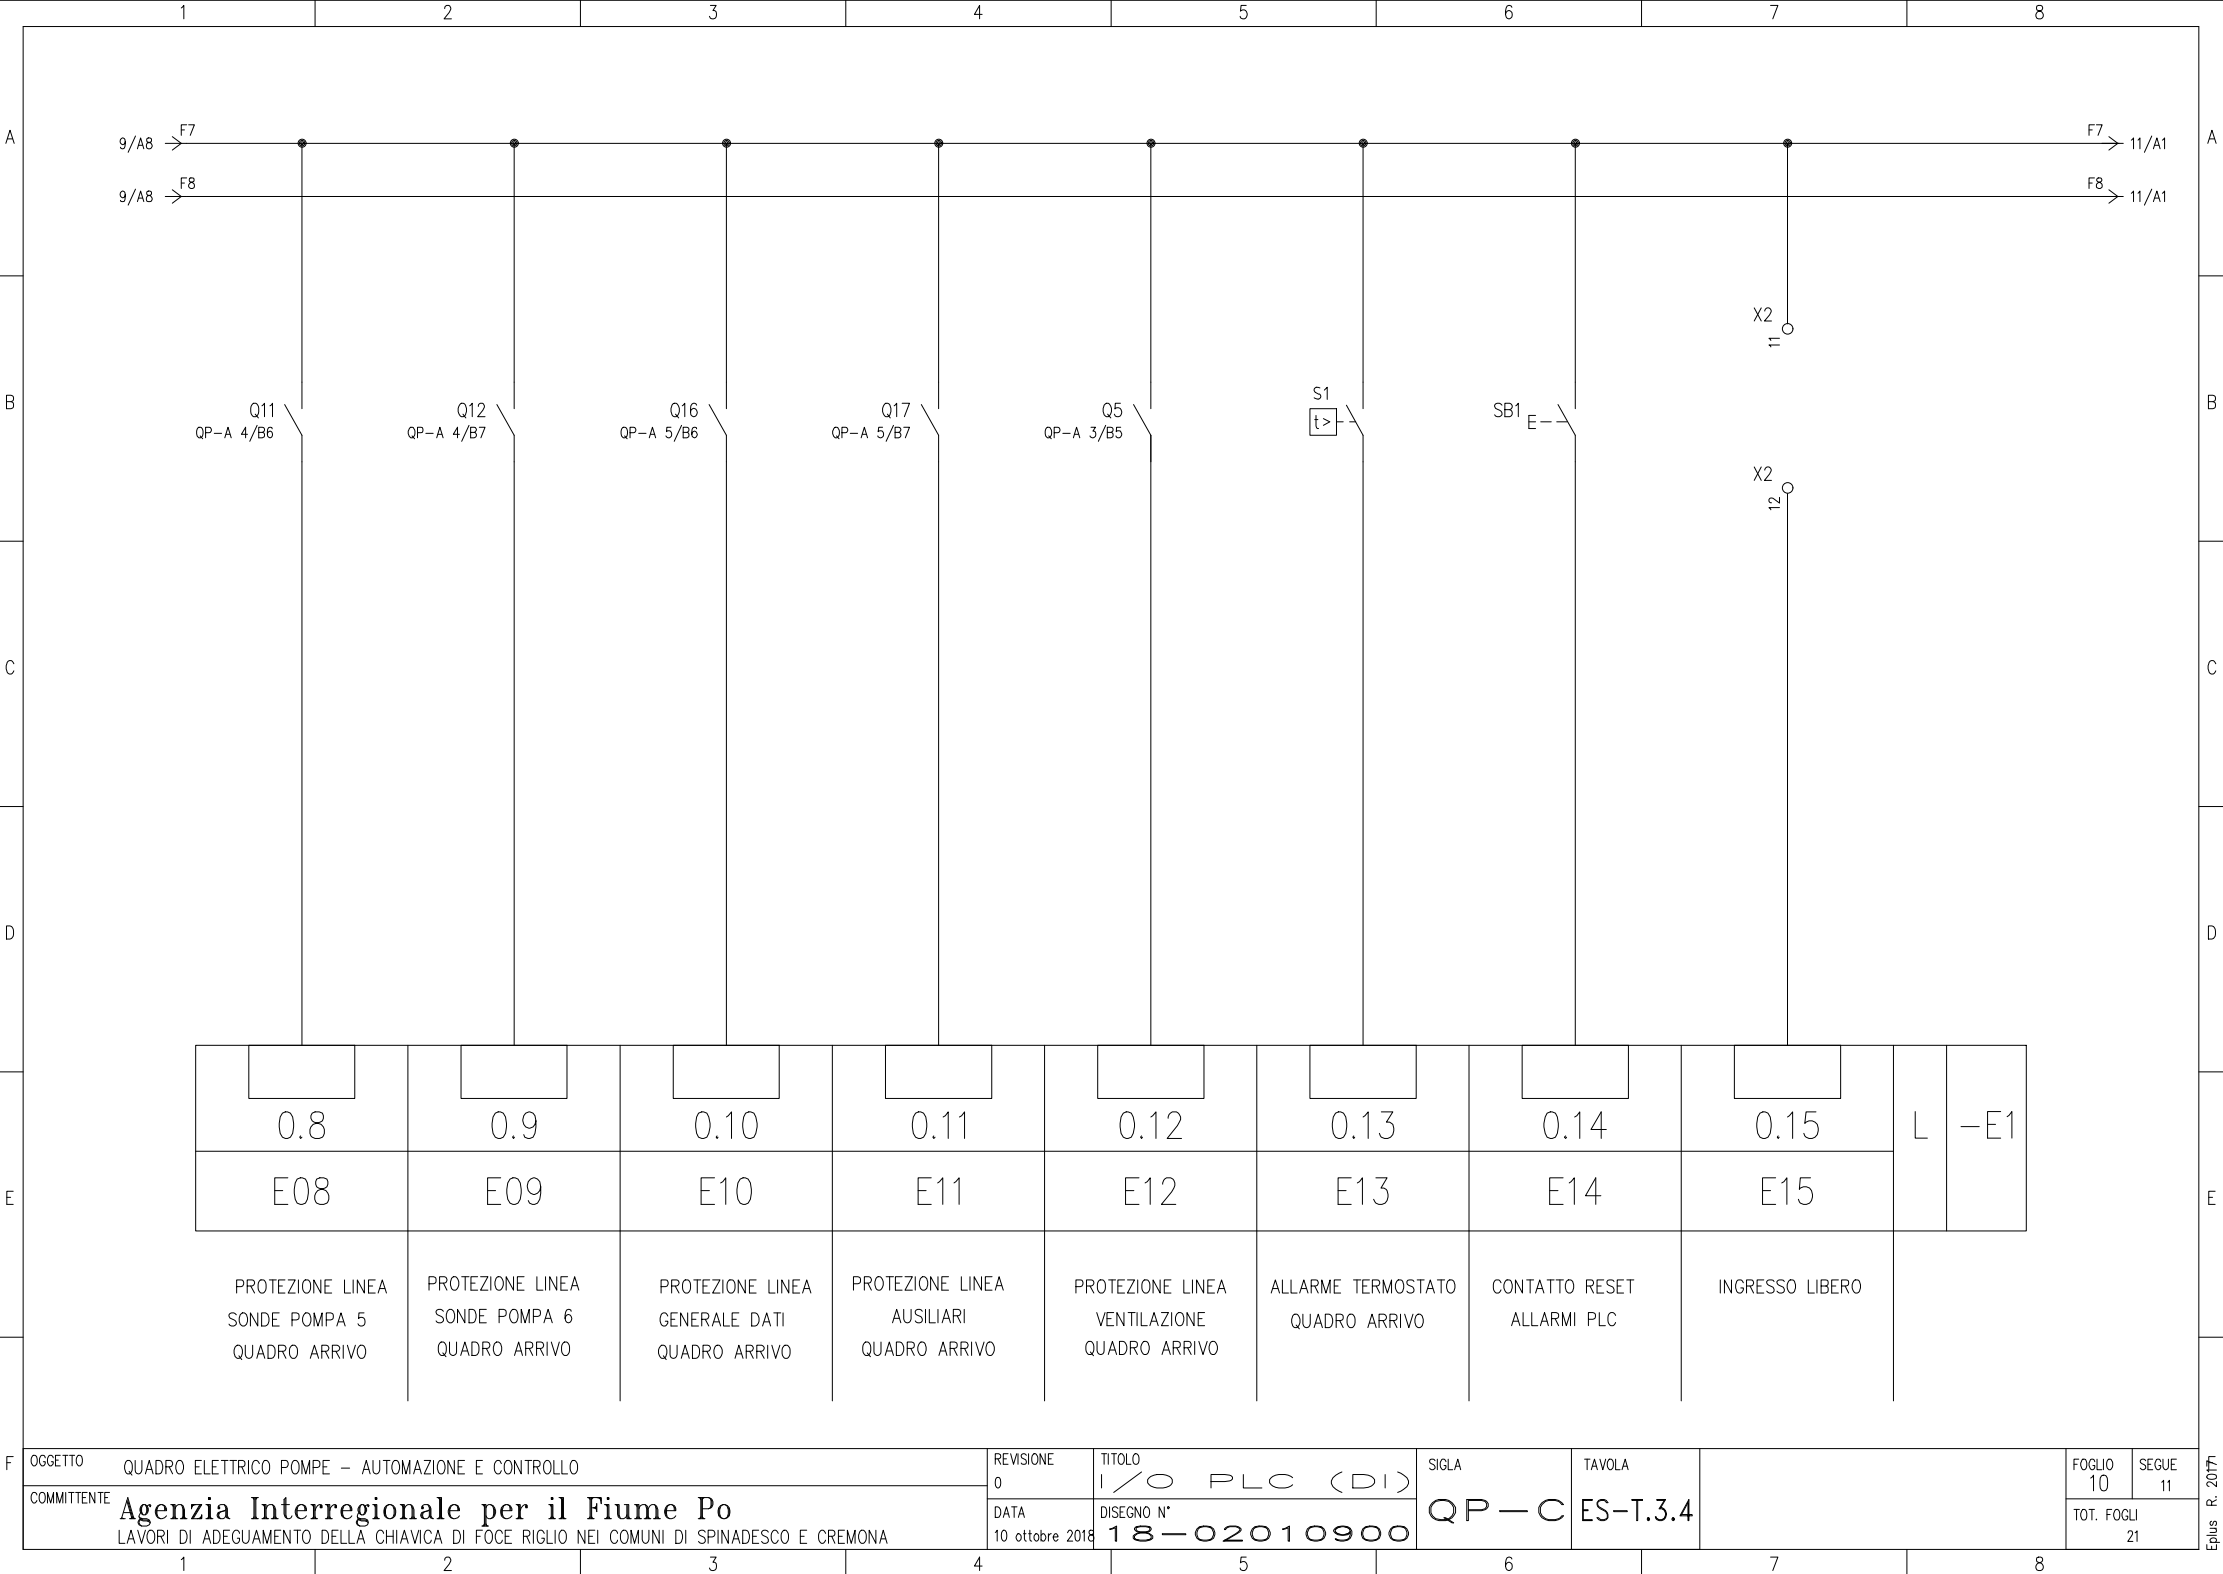 1 2 3 4 5 6 7 8
A A
9/A8 F7 F7 11/A1
9/A8 F8 F8 11/A1
X2
11
B B
Q11
QP-A 4/B6
Q12
QP-A 4/B7
Q16
QP-A 5/B6
Q17
QP-A 5/B7
Q5
QP-A 3/B5
S1
t>
SB1
E
X2
12
C C
D D
0.8 0.9 0.10 0.11 0.12 0.13 0.14 0.15 L -E1
E08 E09 E10 E11 E12 E13 E14 E15
E E
PROTEZIONE LINEA
SONDE POMPA 5
QUADRO ARRIVO
PROTEZIONE LINEA
SONDE POMPA 6
QUADRO ARRIVO
PROTEZIONE LINEA
GENERALE DATI
QUADRO ARRIVO
PROTEZIONE LINEA
AUSILIARI
QUADRO ARRIVO
PROTEZIONE LINEA
VENTILAZIONE
QUADRO ARRIVO
ALLARME TERMOSTATO
QUADRO ARRIVO
CONTATTO RESET
ALLARMI PLC
INGRESSO LIBERO
F F
OGGETTO QUADRO ELETTRICO POMPE - AUTOMAZIONE E CONTROLLO
COMMITTENTE Agenzia Interregionale per il Fiume Po
LAVORI DI ADEGUAMENTO DELLA CHIAVICA DI FOCE RIGLIO NEI COMUNI DI SPINADESCO E CREMONA
REVISIONE
0
DATA
10 ottobre 2018
TITOLO
I/O PLC (DI)
DISEGNO N°
18-02010900
SIGLA
QP-C
TAVOLA
ES-T.3.4
FOGLIO
10
SEGUE
11
TOT. FOGLI
21
Eplus R. 2017
1 2 3 4 5 6 7 8